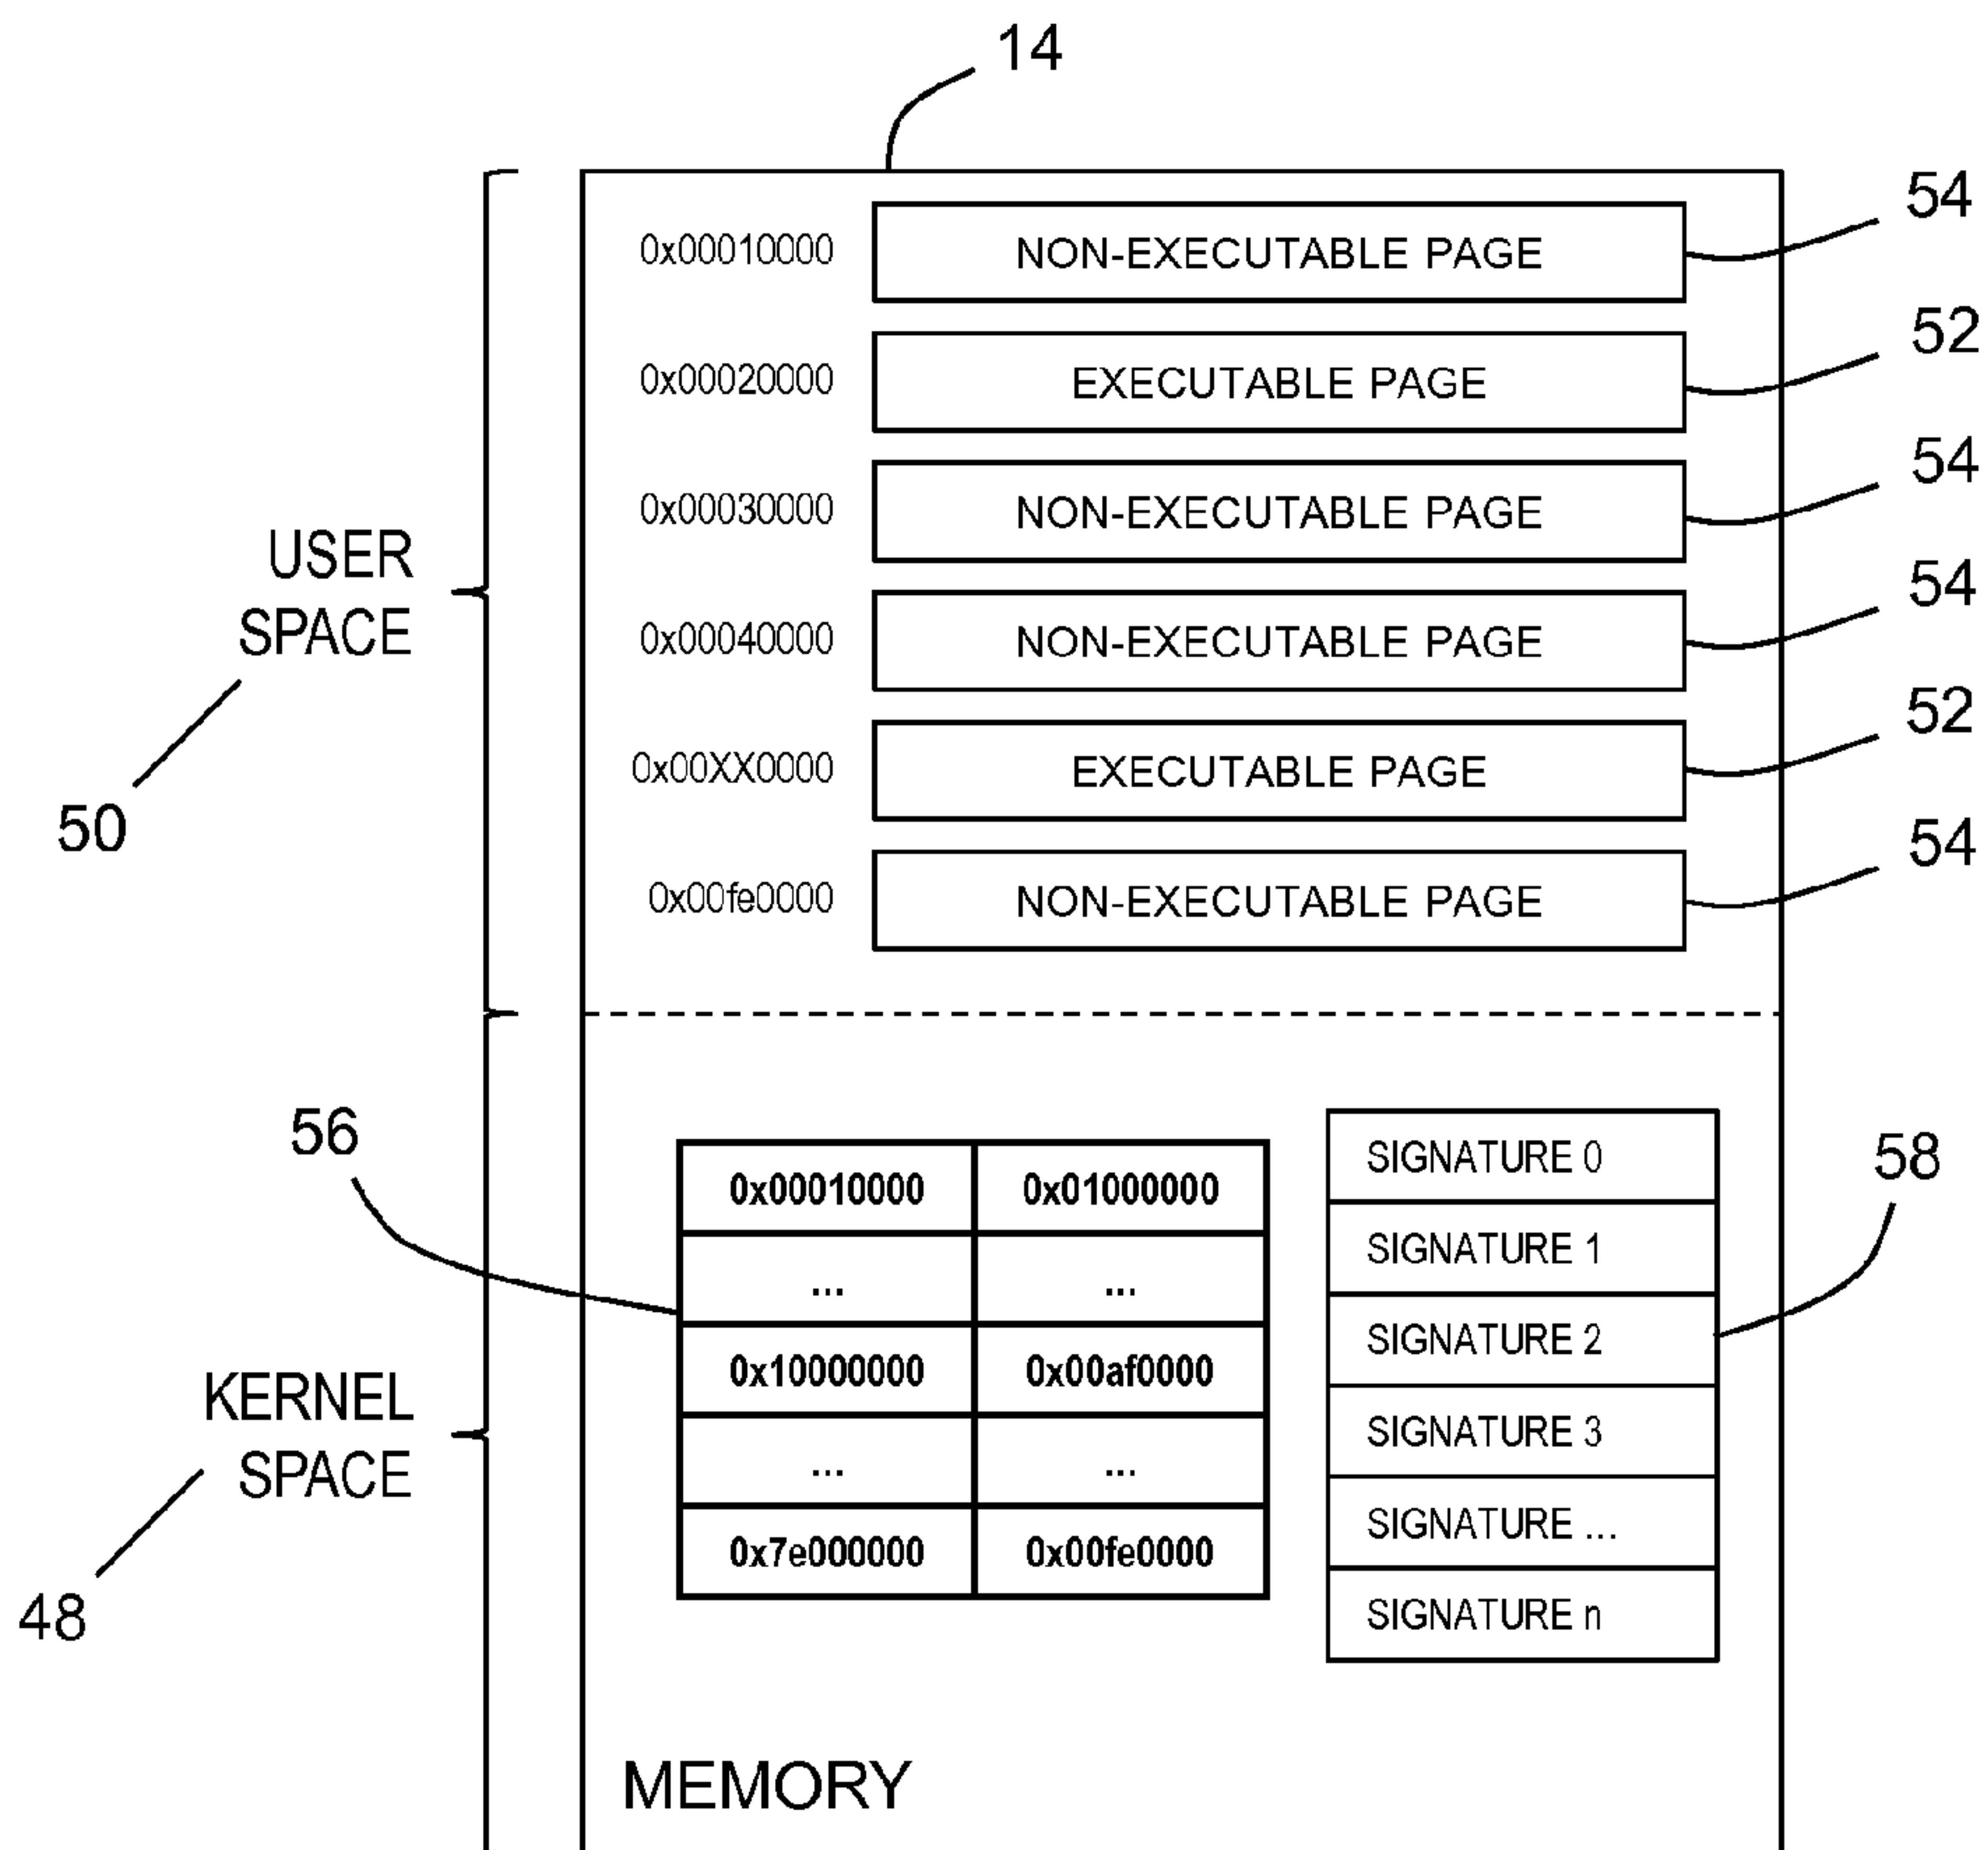 14
0x00010000 NON-EXECUTABLE PAGE 54
0x00020000 EXECUTABLE PAGE 52
0x00030000 NON-EXECUTABLE PAGE 54
USER
SPACE
0x00040000 NON-EXECUTABLE PAGE 54
0x00XX0000 EXECUTABLE PAGE 52
50
0x00fe0000 NON-EXECUTABLE PAGE 54
56
0x00010000 0x01000000
... ...
0x10000000 0x00af0000
... ...
0x7e000000 0x00fe0000
SIGNATURE 0
SIGNATURE 1
SIGNATURE 2
SIGNATURE 3
SIGNATURE ...
SIGNATURE n
58
KERNEL
SPACE
48
MEMORY